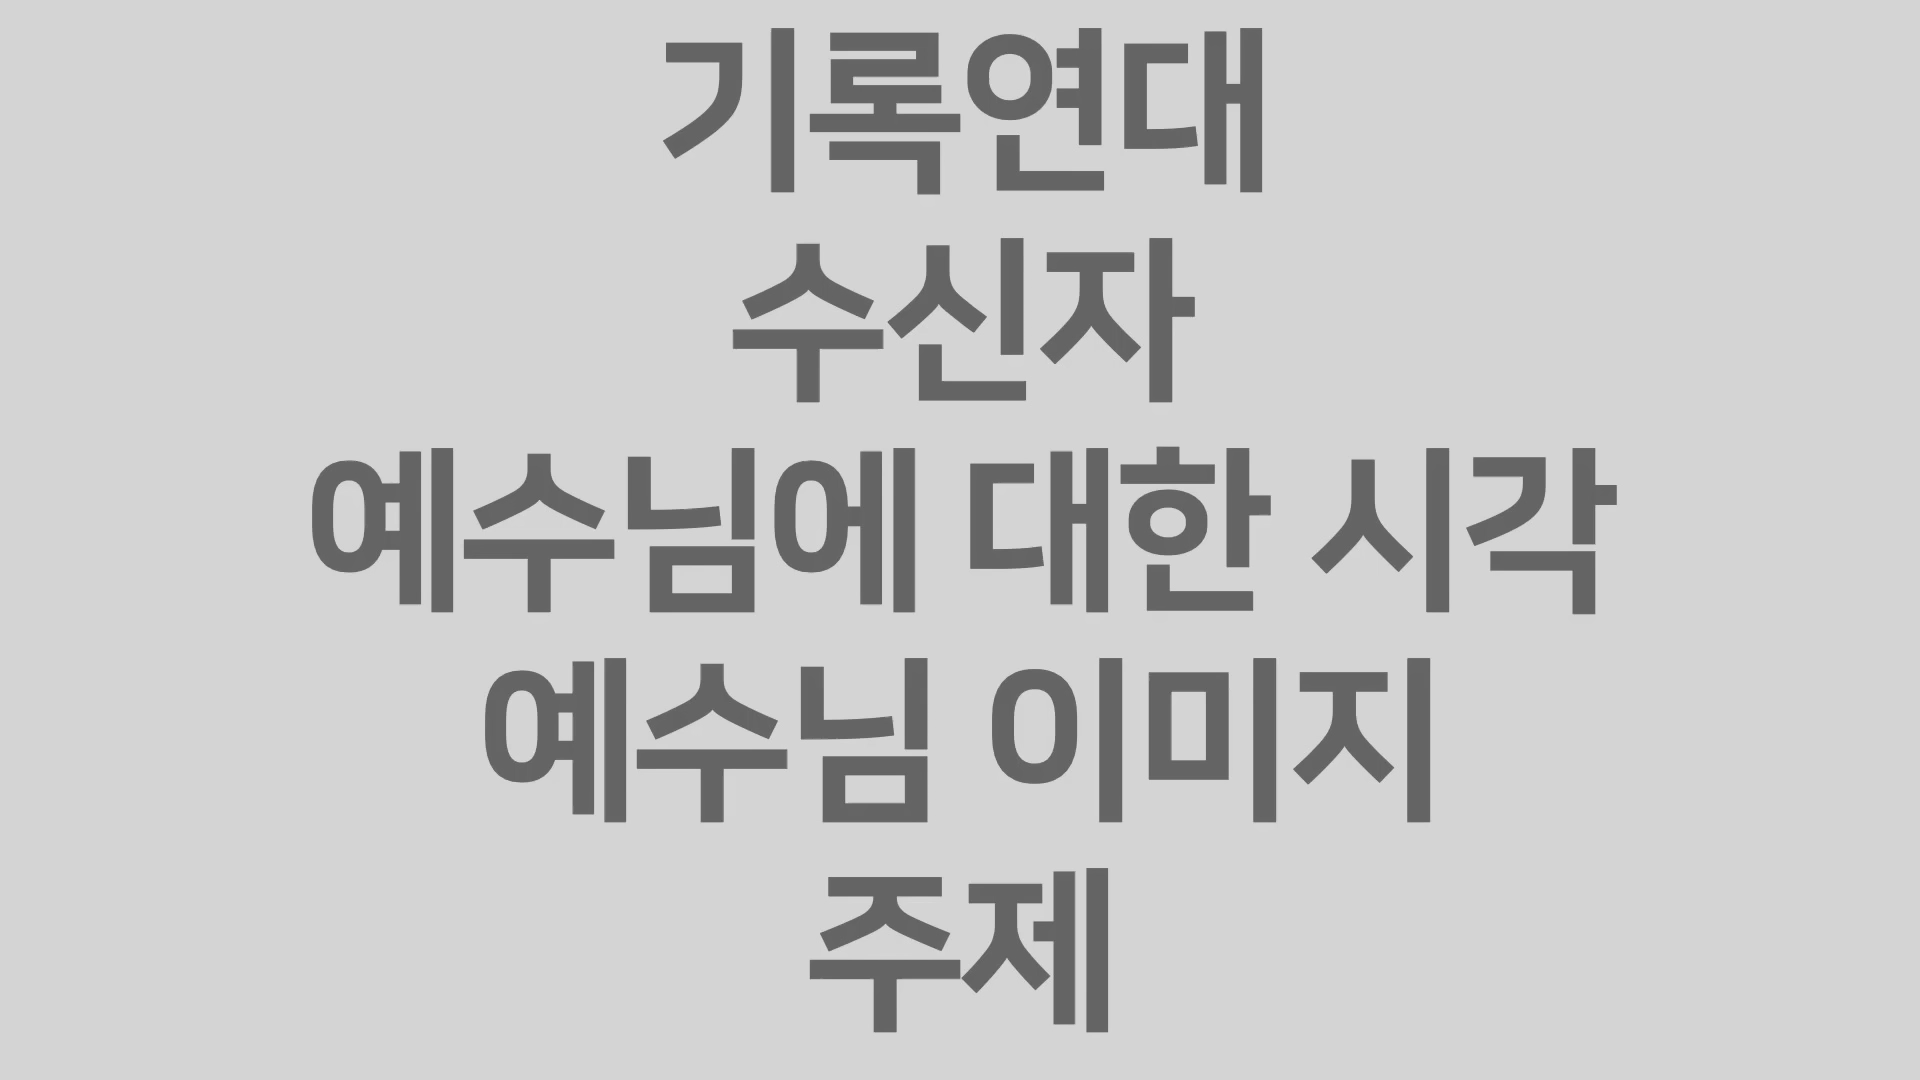 기록연대
수신자
예수님에 대한 시각
예수님 이미지
주제